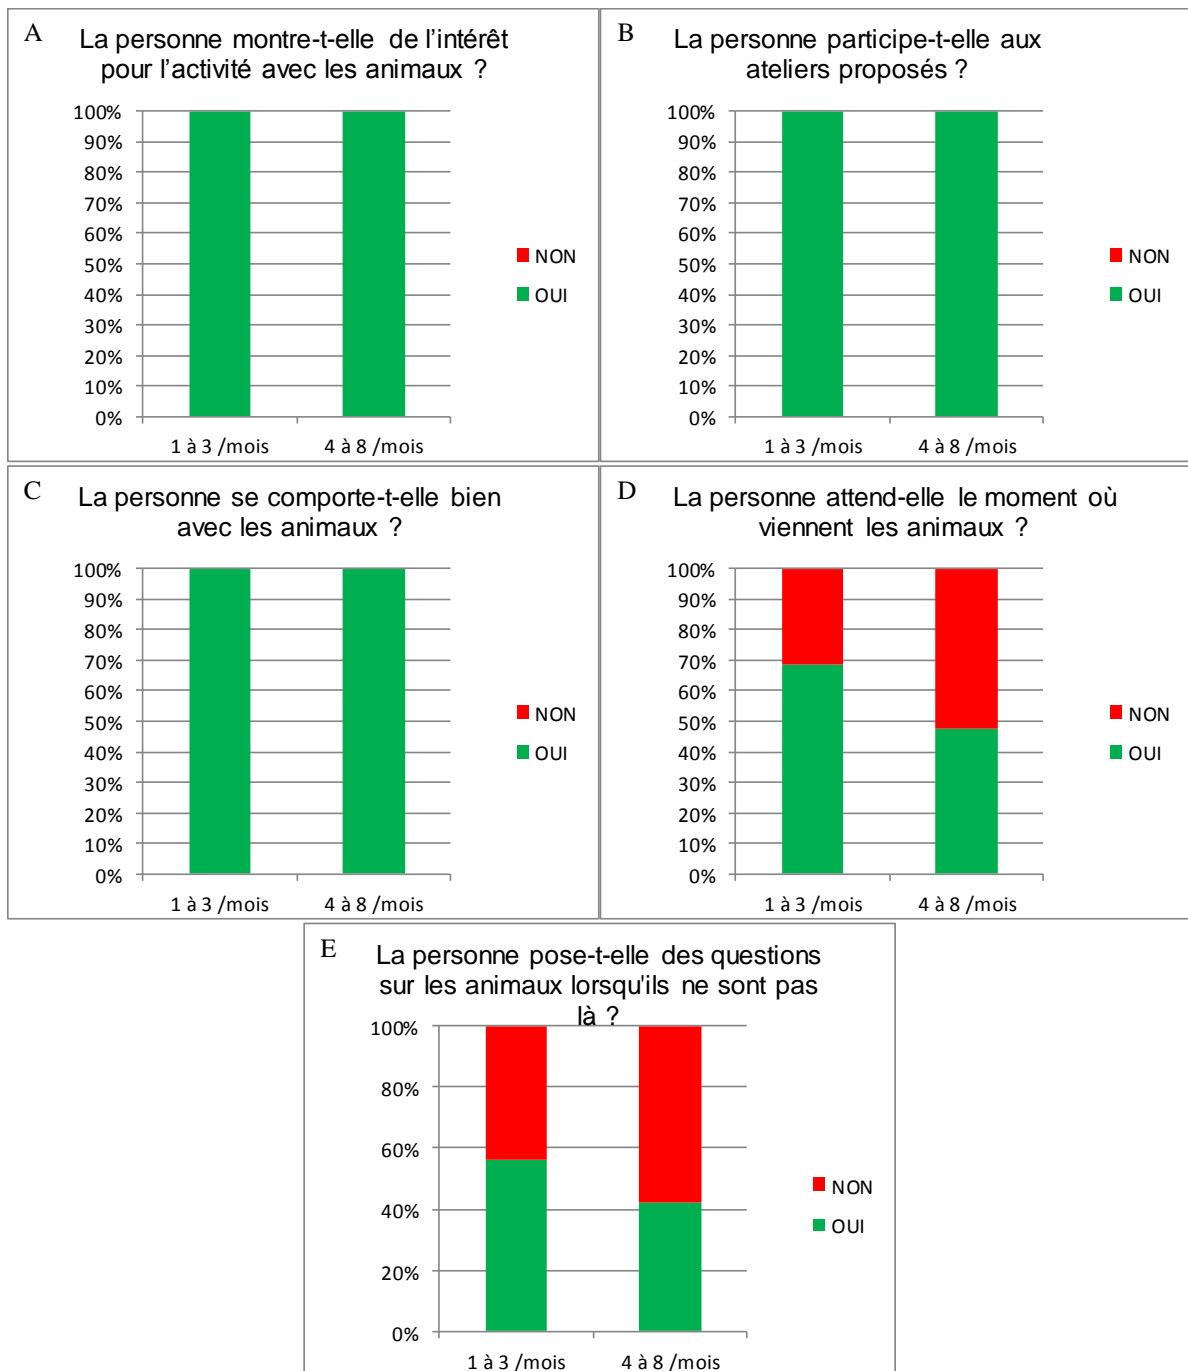 A
La personne montre-t-elle de l’intérêt
pour l’activité avec les animaux ?
100%
90%
80%
70%
60%
50%
40%
30%
20%
10%
0%
1 à 3 /mois
4 à 8 /mois
NON
OUI
B
La personne participe-t-elle aux
ateliers proposés ?
100%
90%
80%
70%
60%
50%
40%
30%
20%
10%
0%
1 à 3 /mois
4 à 8 /mois
NON
OUI
C
La personne se comporte-t-elle bien
avec les animaux ?
100%
90%
80%
70%
60%
50%
40%
30%
20%
10%
0%
1 à 3 /mois
4 à 8 /mois
NON
OUI
D
La personne attend-elle le moment où
viennent les animaux ?
100%
90%
80%
70%
60%
50%
40%
30%
20%
10%
0%
1 à 3 /mois
4 à 8 /mois
NON
OUI
E
La personne pose-t-elle des questions
sur les animaux lorsqu'ils ne sont pas
là ?
100%
80%
60%
40%
20%
0%
1 à 3 /mois
4 à 8 /mois
NON
OUI